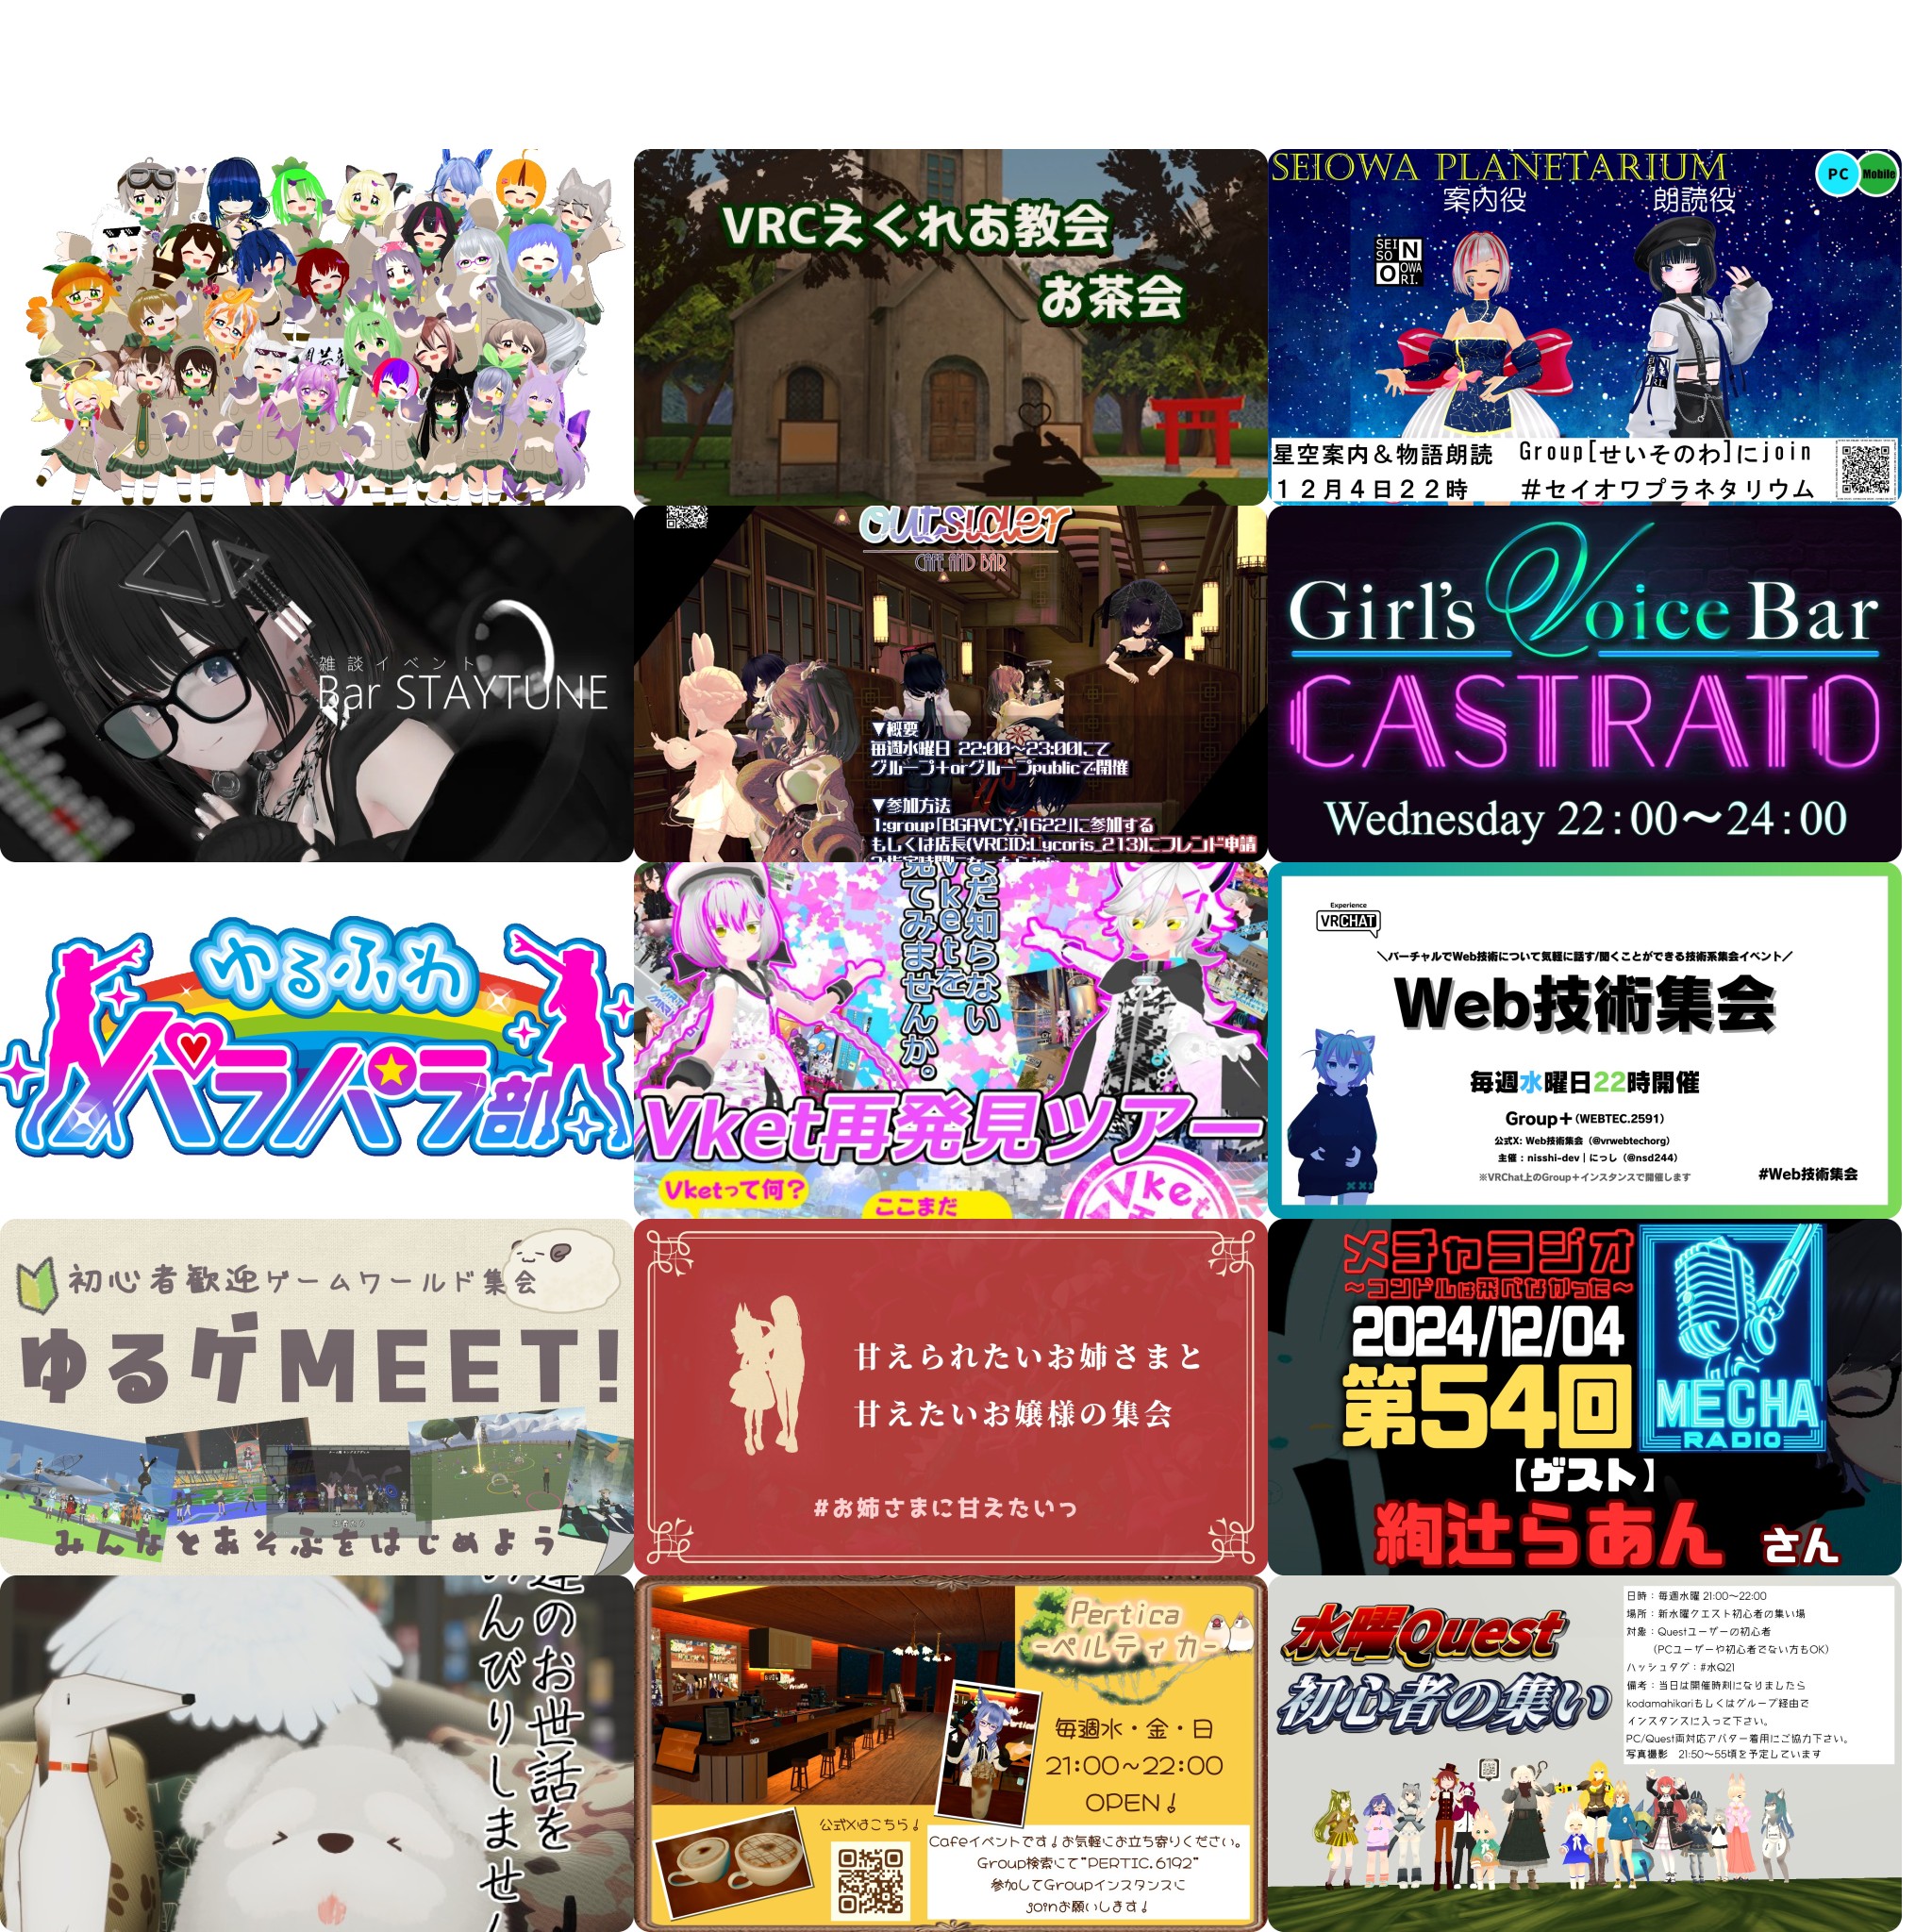 VRCえくれあ教会
お茶会
SEIOWA PLANETARIUM
PC
Mobile
案内役
朗読役
SEI
SO
N
O
OWA
RI.
星空案内＆物語朗読
１２月４日２２時
Group[せいそのわ]にjoin
＃セイオワプラネタリウム
雑談イベント
Bar STAYTUNE
outsider
CAFE AND BAR
▼概要
毎週水曜日 22:00～23:00にて
グループ＋orグループpublicで開催
▼参加方法
1:group「BGAVCY.1622」に参加する
もしくは店長(VRCID:Lycoris_213)にフレンド申請
Girl's Voice Bar
CASTRATO
Wednesday 22：00～24：00
ゆるふわ
パラパラ部
まだ知らない
Vketを
見てみませんか。
Vket再発見ツアー
Vketって何？
ここまだ
Vket
Experience
VRCHAT
＼バーチャルでWeb技術について気軽に話す/聞くことができる技術系集会イベント／
Web技術集会
毎週水曜日22時開催
Group＋(WEBTEC.2591)
公式X: Web技術集会（@vrwebtechorg）
主催：nisshi-dev｜にっし（@nsd244）
※VRChat上のGroup＋インスタンスで開催します
#Web技術集会
初心者歓迎ゲームワールド集会
ゆるゲMEET!
みんなとあそぶをはじめよう
甘えられたいお姉さまと
甘えたいお嬢様の集会
#お姉さまに甘えたいっ
メチャラジオ
～コンドルは飛べなかった～
2024/12/04
第54回
MECHA
RADIO
【ゲスト】
絢辻らあん さん
達のお世話を
のんびりしません
Pertica
-ペルティカ-
毎週水・金・日
21:00～22:00
OPEN！
公式Xはこちら！
Cafeイベントです！お気軽にお立ち寄りください。
Group検索にて"PERTIC.6192"
参加してGroupインスタンスに
joinお願いします！
水曜Quest
初心者の集い
日時：毎週水曜 21:00～22:00
場所：新水曜クエスト初心者の集い場
対象：Questユーザーの初心者
（PCユーザーや初心者でない方もOK）
ハッシュタグ：#水Q21
備考：当日は開催時刻になりましたら
kodamahikariもしくはグループ経由で
インスタンスに入って下さい。
PC/Quest両対応アバター着用にご協力下さい。
写真撮影　21:50～55頃を予定しています